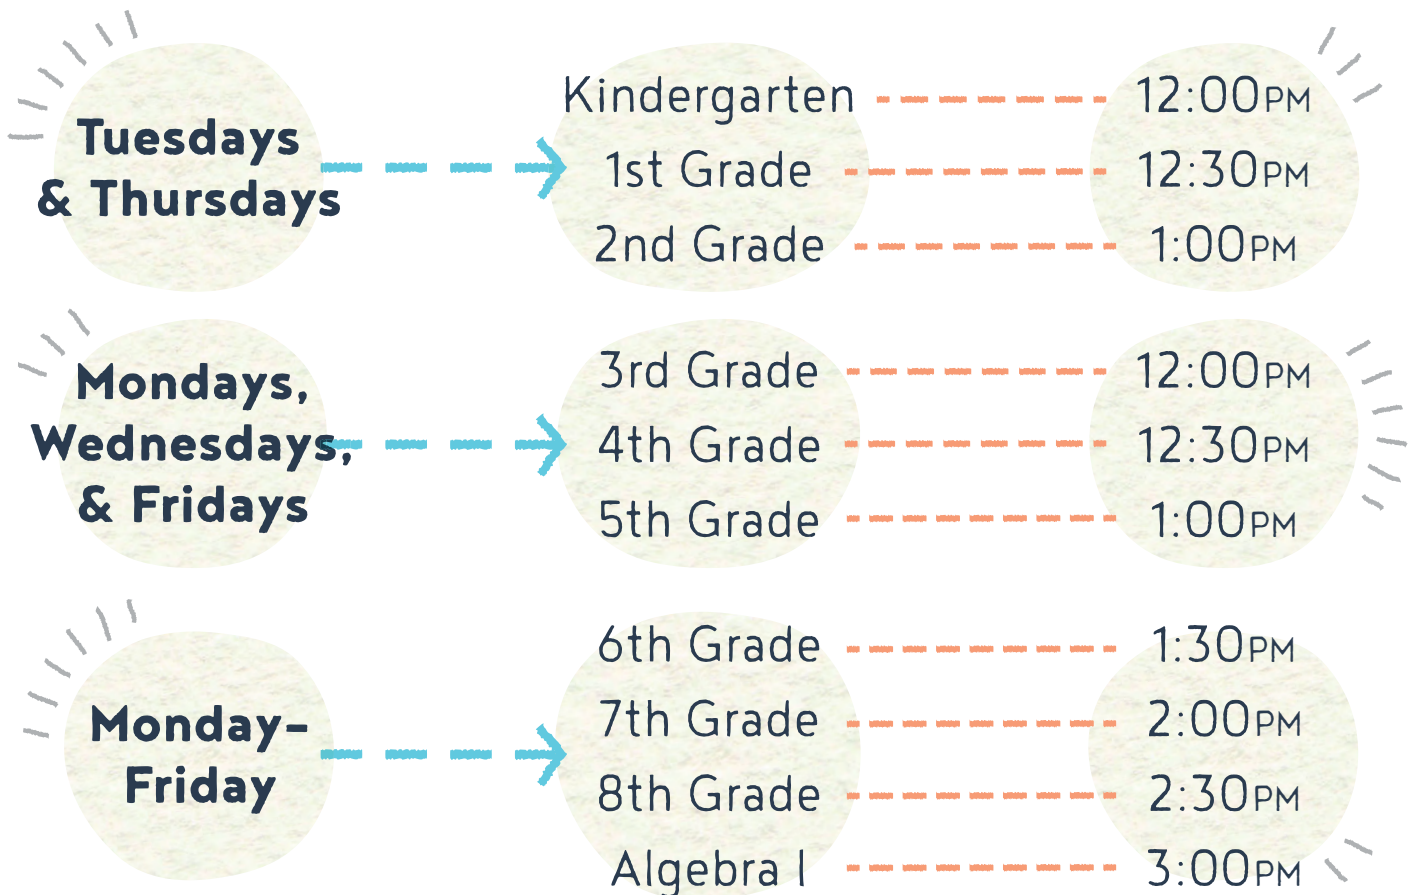 Tuesdays
& Thursdays
Kindergarten 12:00PM
1st Grade 12:30PM
2nd Grade 1:00PM
Mondays,
Wednesdays,
& Fridays
3rd Grade 12:00PM
4th Grade 12:30PM
5th Grade 1:00PM
Monday–
Friday
6th Grade 1:30PM
7th Grade 2:00PM
8th Grade 2:30PM
Algebra I 3:00PM